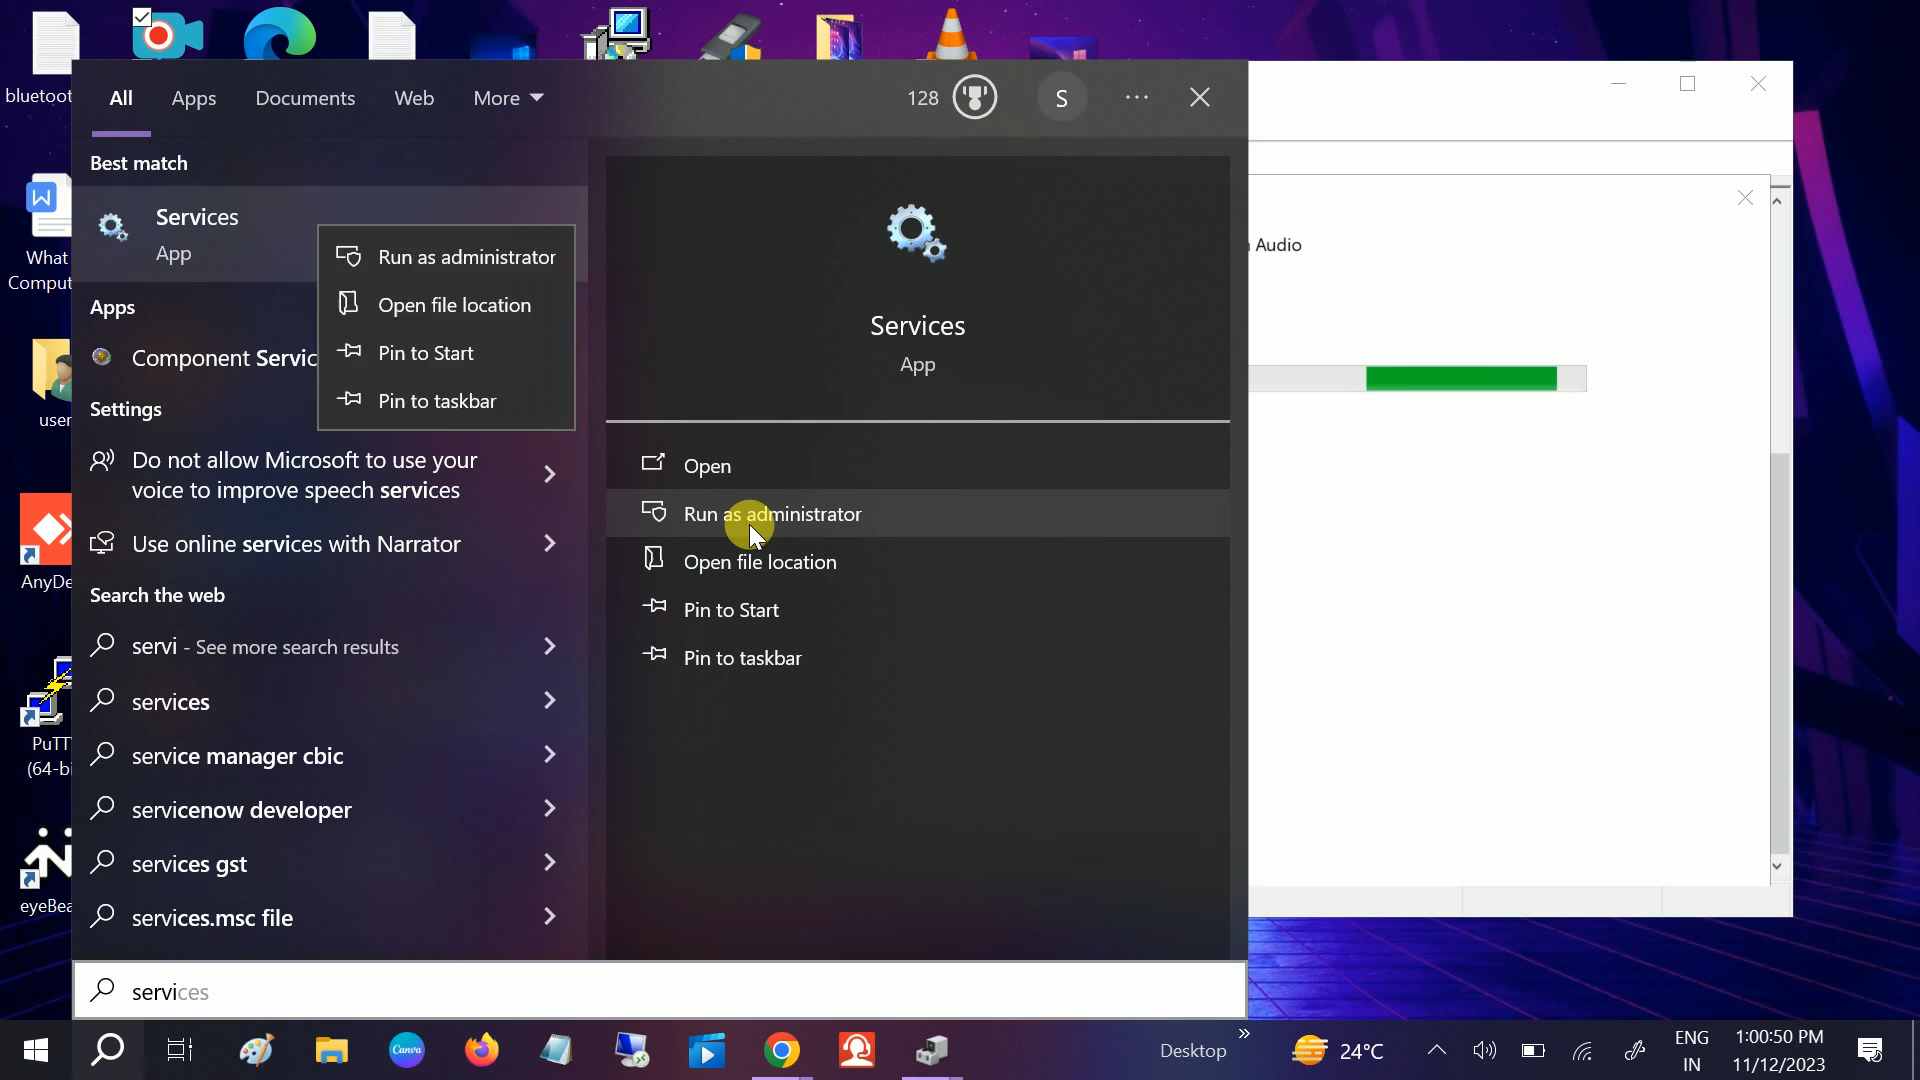 bluetoot
What
Comput
user
AnyDe
PuTT
(64-bi
eyeBea
All
Apps
Documents
Web
More
128
S
Best match
Services
App
Apps
Component Servic
Settings
Do not allow Microsoft to use your
voice to improve speech services
Use online services with Narrator
Search the web
servi - See more search results
services
service manager cbic
servicenow developer
services gst
services.msc file
Run as administrator
Open file location
Pin to Start
Pin to taskbar
Services
App
Open
Run as administrator
Open file location
Pin to Start
Pin to taskbar
Audio
services
Canva
Desktop
24°C
ENG
IN
1:00:50 PM
11/12/2023